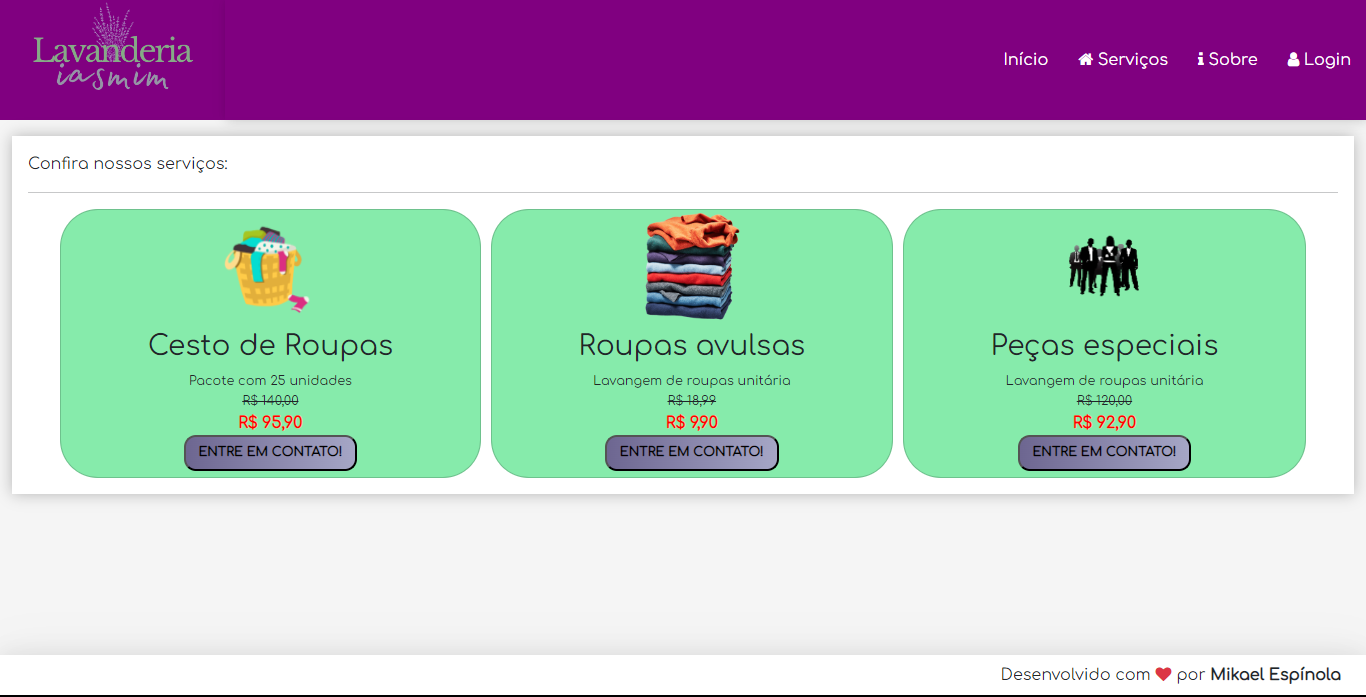 Lavanderia
iasmim
Início Serviços Sobre Login
Confira nossos serviços:
Cesto de Roupas
Pacote com 25 unidades
R$ 140,00
R$ 95,90
ENTRE EM CONTATO!
Roupas avulsas
Lavangem de roupas unitária
R$ 18,99
R$ 9,90
ENTRE EM CONTATO!
Peças especiais
Lavangem de roupas unitária
R$ 120,00
R$ 92,90
ENTRE EM CONTATO!
Desenvolvido com ❤ por Mikael Espínola